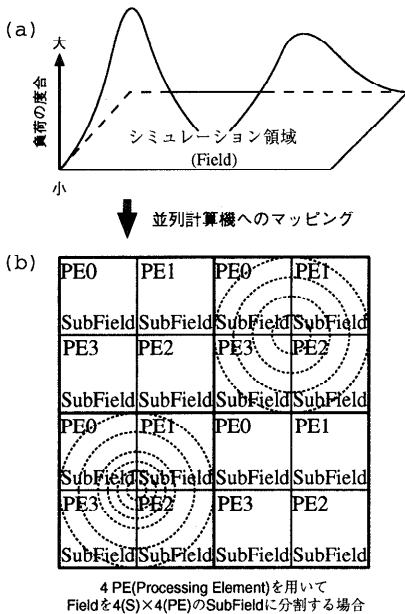 (a)
大
負荷の度合
小
シミュレーション領域
(Field)
並列計算機へのマッピング
(b)
PE0 PE1 PE0 PE1
SubField SubField SubField SubField
PE3 PE2 PE3 PE2
SubField SubField SubField SubField
PE0 PE1 PE0 PE1
SubField SubField SubField SubField
PE3 PE2 PE3 PE2
SubField SubField SubField SubField
4 PE(Processing Element)を用いて
Fieldを4(S)×4(PE)のSubFieldに分割する場合